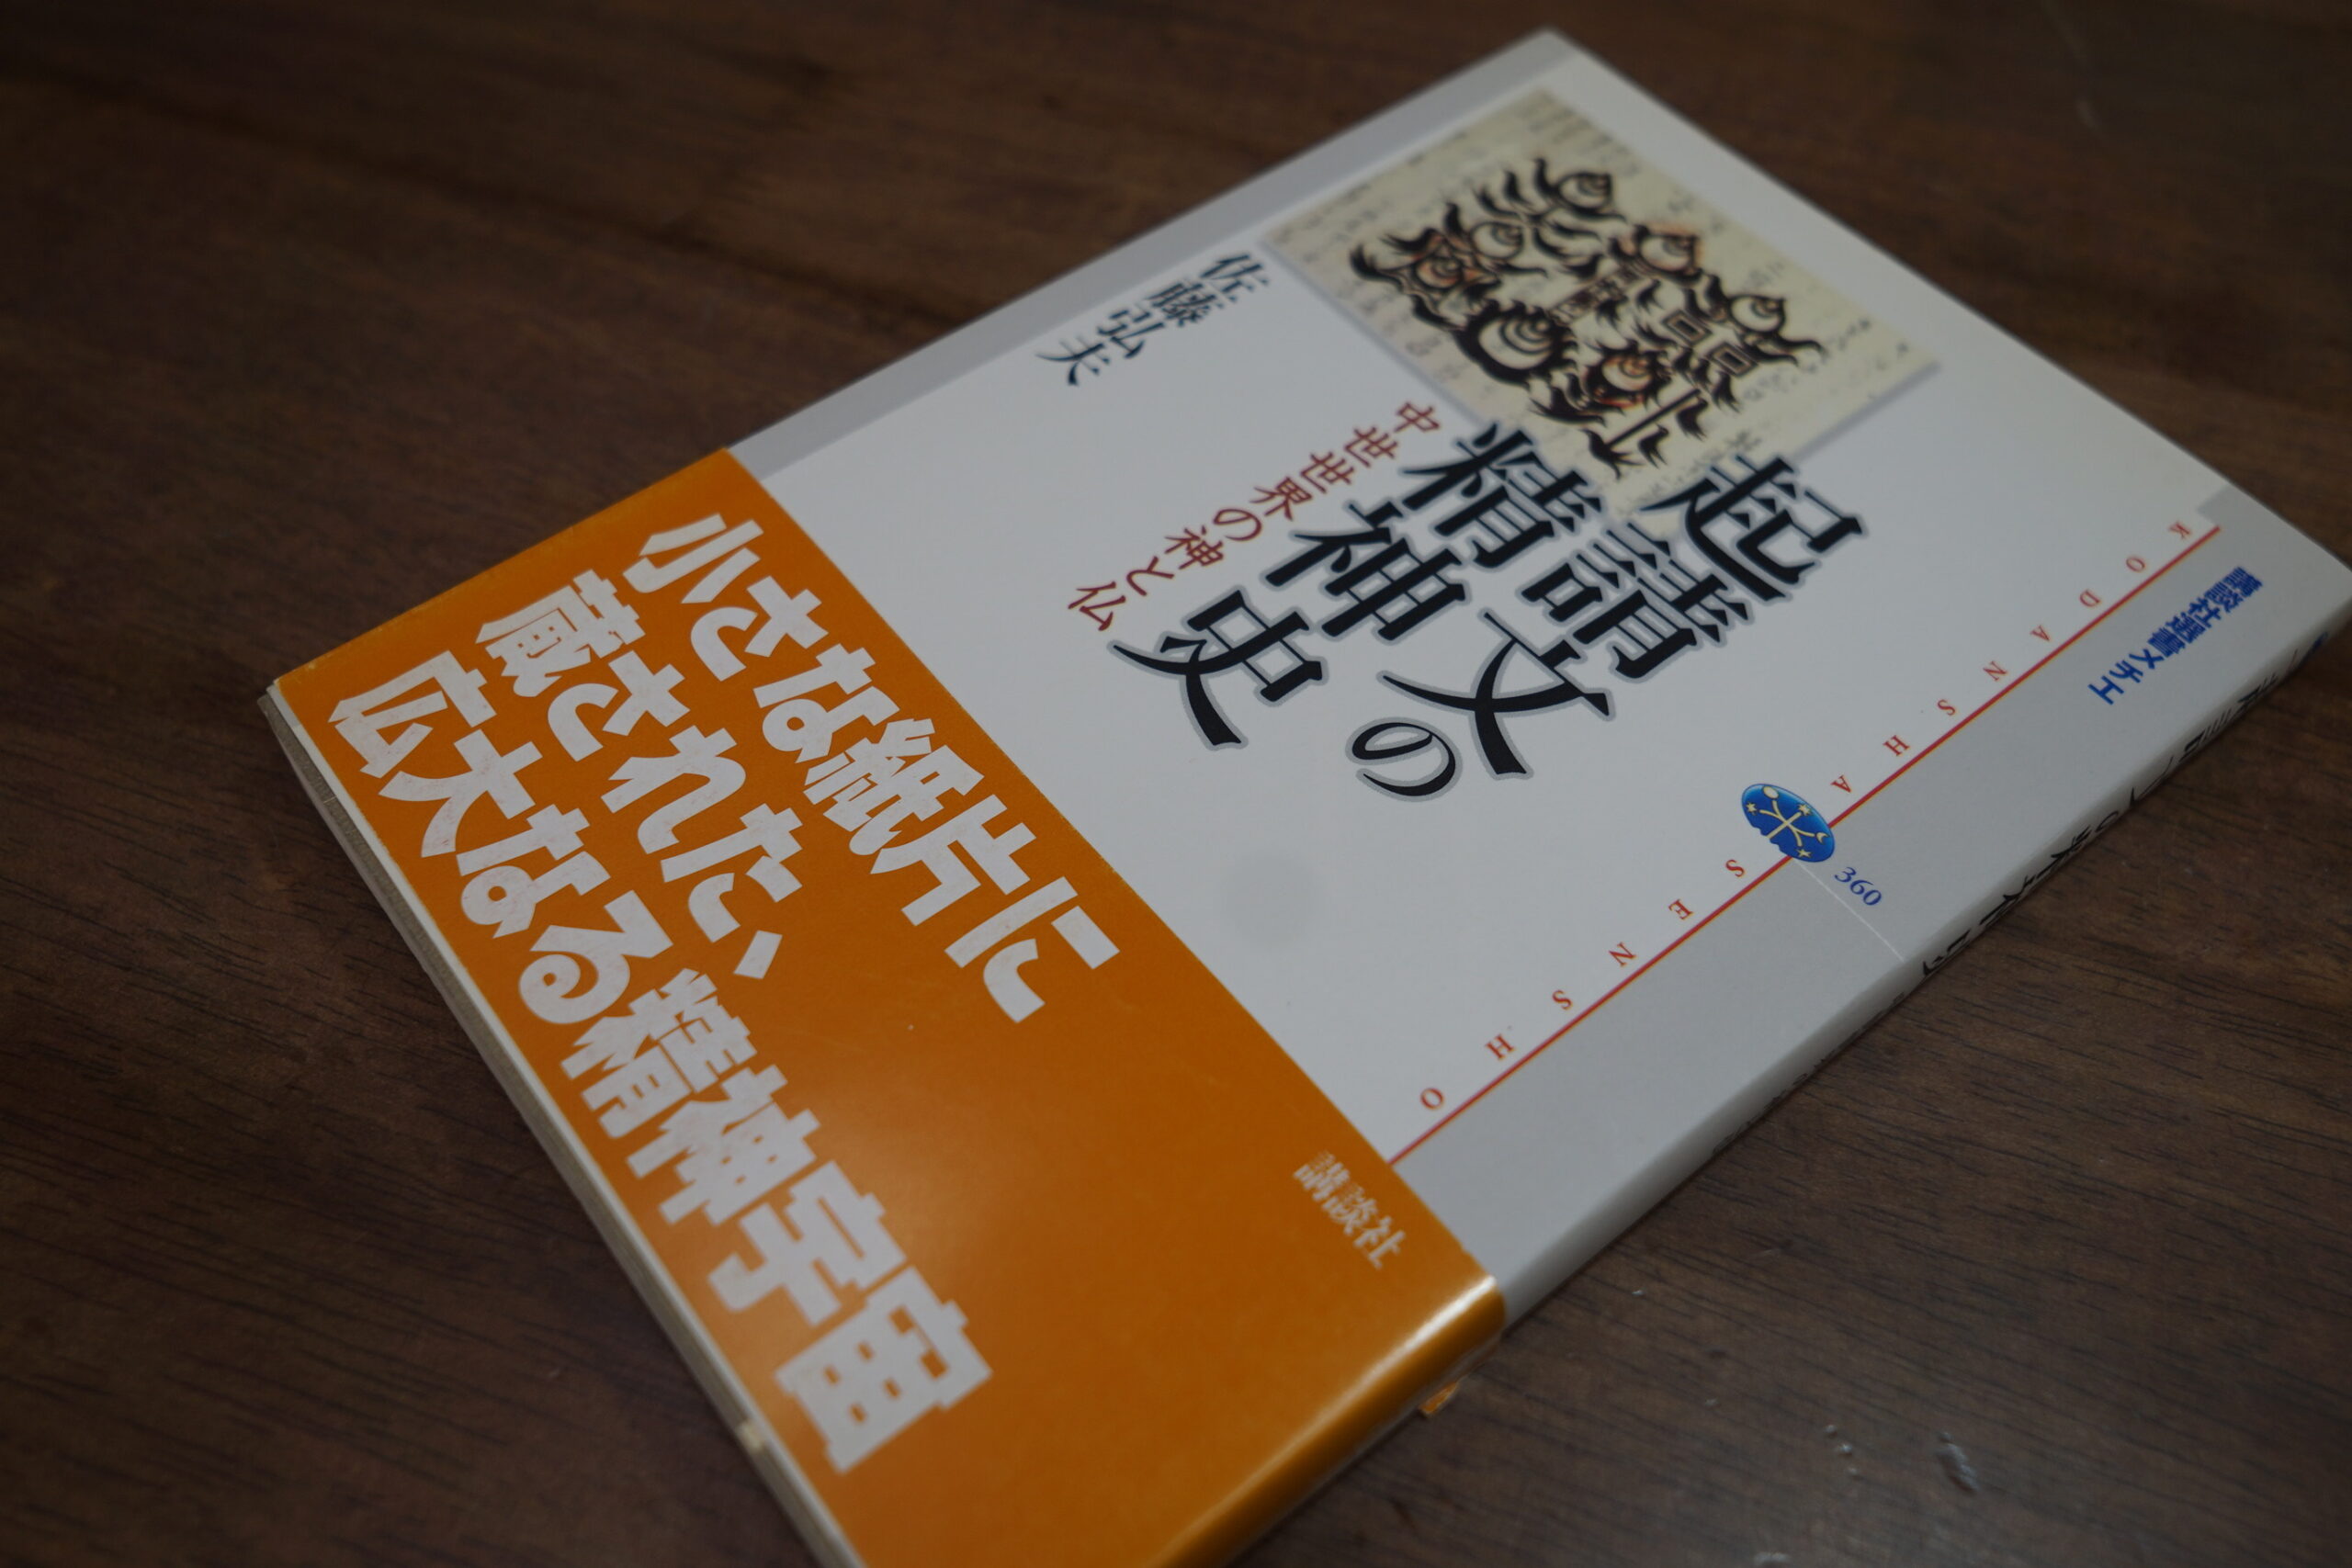 講談社選書メチエ
KODANSHA SENSHO
360
起請文の
精神史
中世世界の神と仏
佐藤弘夫
小さな紙片に
蔵された、
広大なる精神宇宙
講談社